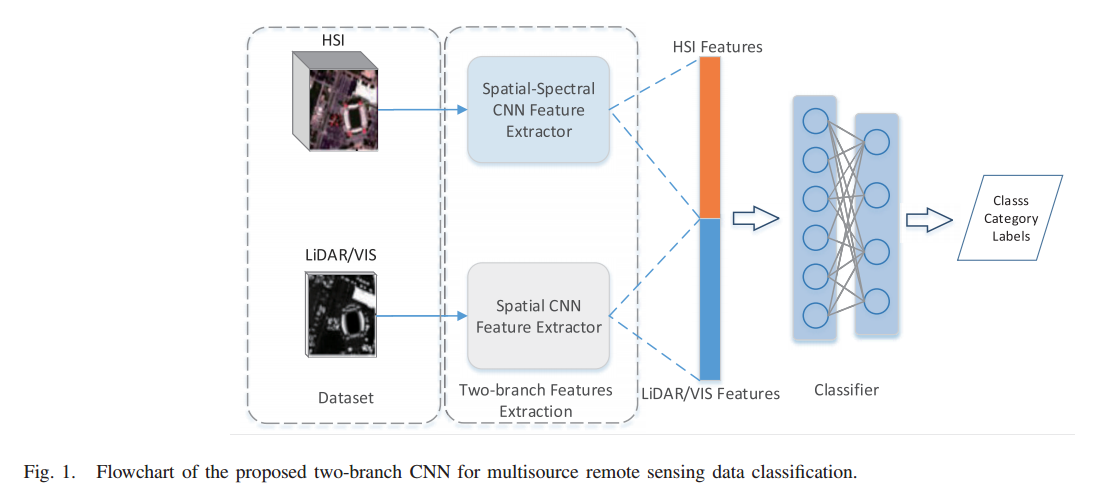 HSI
Spatial-Spectral
CNN Feature
Extractor
HSI Features
LiDAR/VIS
Spatial CNN
Feature Extractor
Classs
Category
Labels
Dataset
Two-branch Features
Extraction
LiDAR/VIS Features
Classifier
Fig. 1. Flowchart of the proposed two-branch CNN for multisource remote sensing data classification.